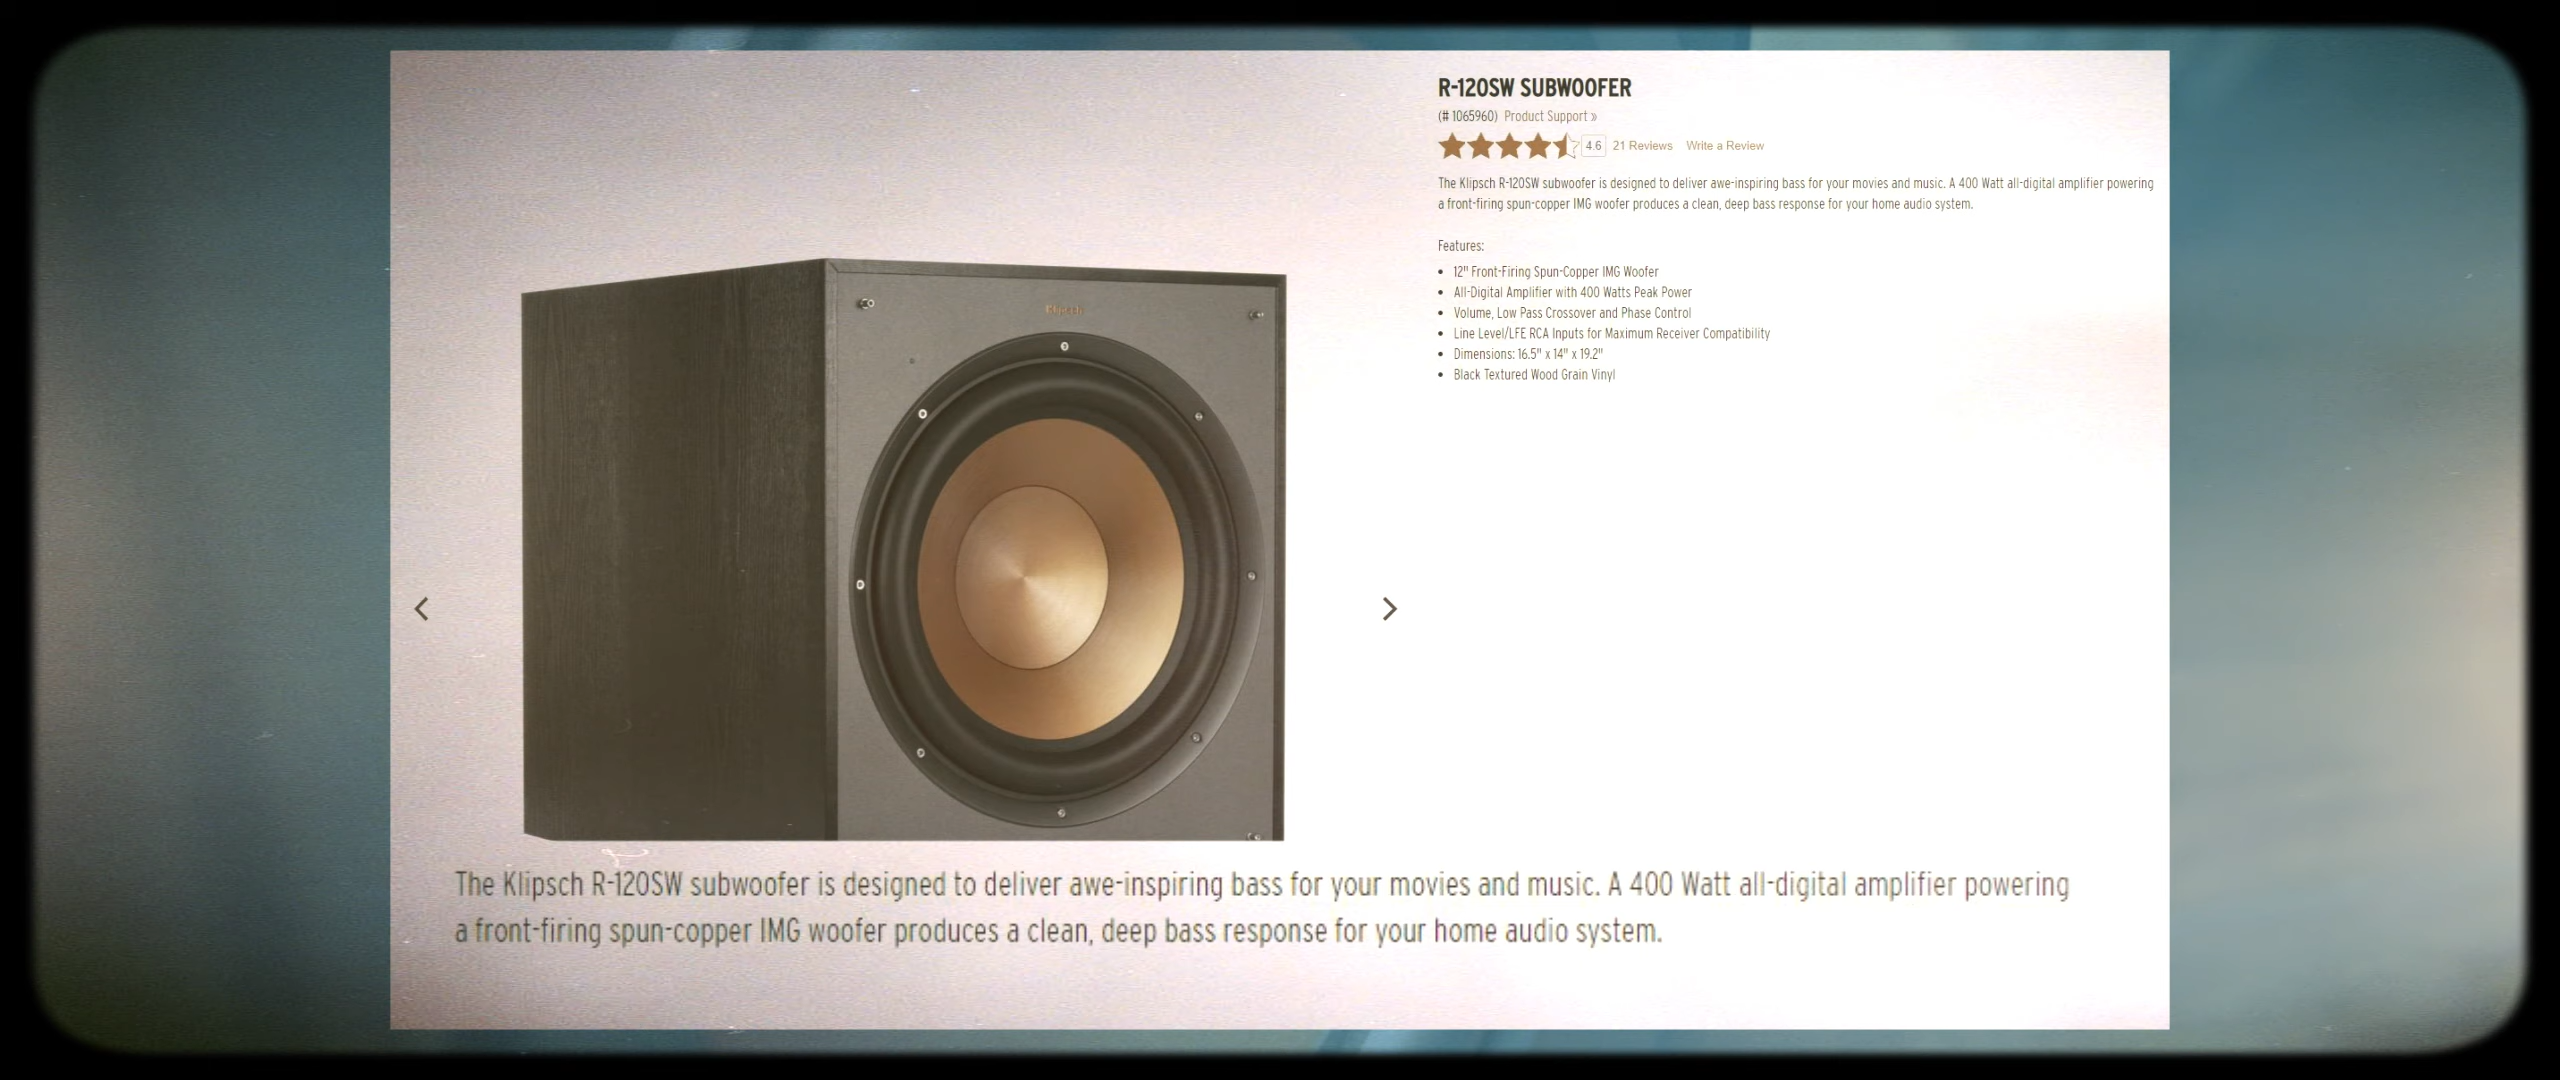 R-120SW SUBWOOFER
(# 1065960) Product Support »
4.6 21 Reviews Write a Review
The Klipsch R-120SW subwoofer is designed to deliver awe-inspiring bass for your movies and music. A 400 Watt all-digital amplifier powering
a front-firing spun-copper IMG woofer produces a clean, deep bass response for your home audio system.
Features:
• 12" Front-Firing Spun-Copper IMG Woofer
• All-Digital Amplifier with 400 Watts Peak Power
• Volume, Low Pass Crossover and Phase Control
• Line Level/LFE RCA Inputs for Maximum Receiver Compatibility
• Dimensions: 16.5" x 14" x 19.2"
• Black Textured Wood Grain Vinyl
Klipsch
The Klipsch R-120SW subwoofer is designed to deliver awe-inspiring bass for your movies and music. A 400 Watt all-digital amplifier powering
a front-firing spun-copper IMG woofer produces a clean, deep bass response for your home audio system.